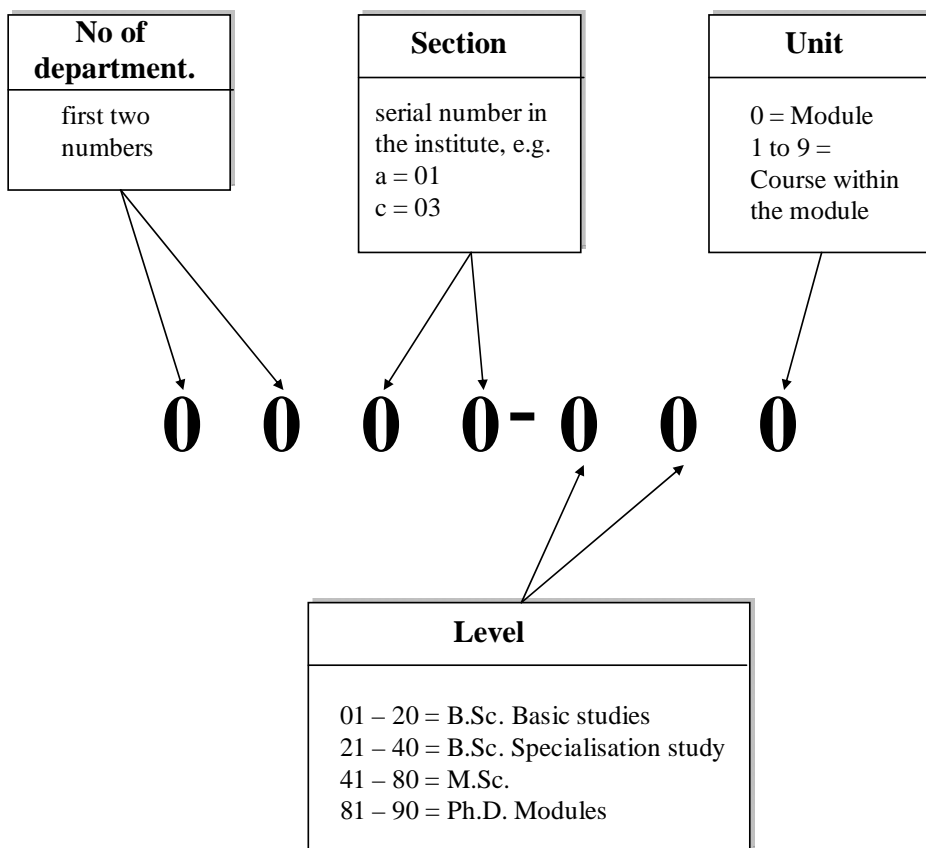 No of
department.
first two
numbers
Section
serial number in
the institute, e.g.
a = 01
c = 03
Unit
0 = Module
1 to 9 =
Course within
the module
0 0 0 0 - 0 0 0
Level
01 – 20 = B.Sc. Basic studies
21 – 40 = B.Sc. Specialisation study
41 – 80 = M.Sc.
81 – 90 = Ph.D. Modules